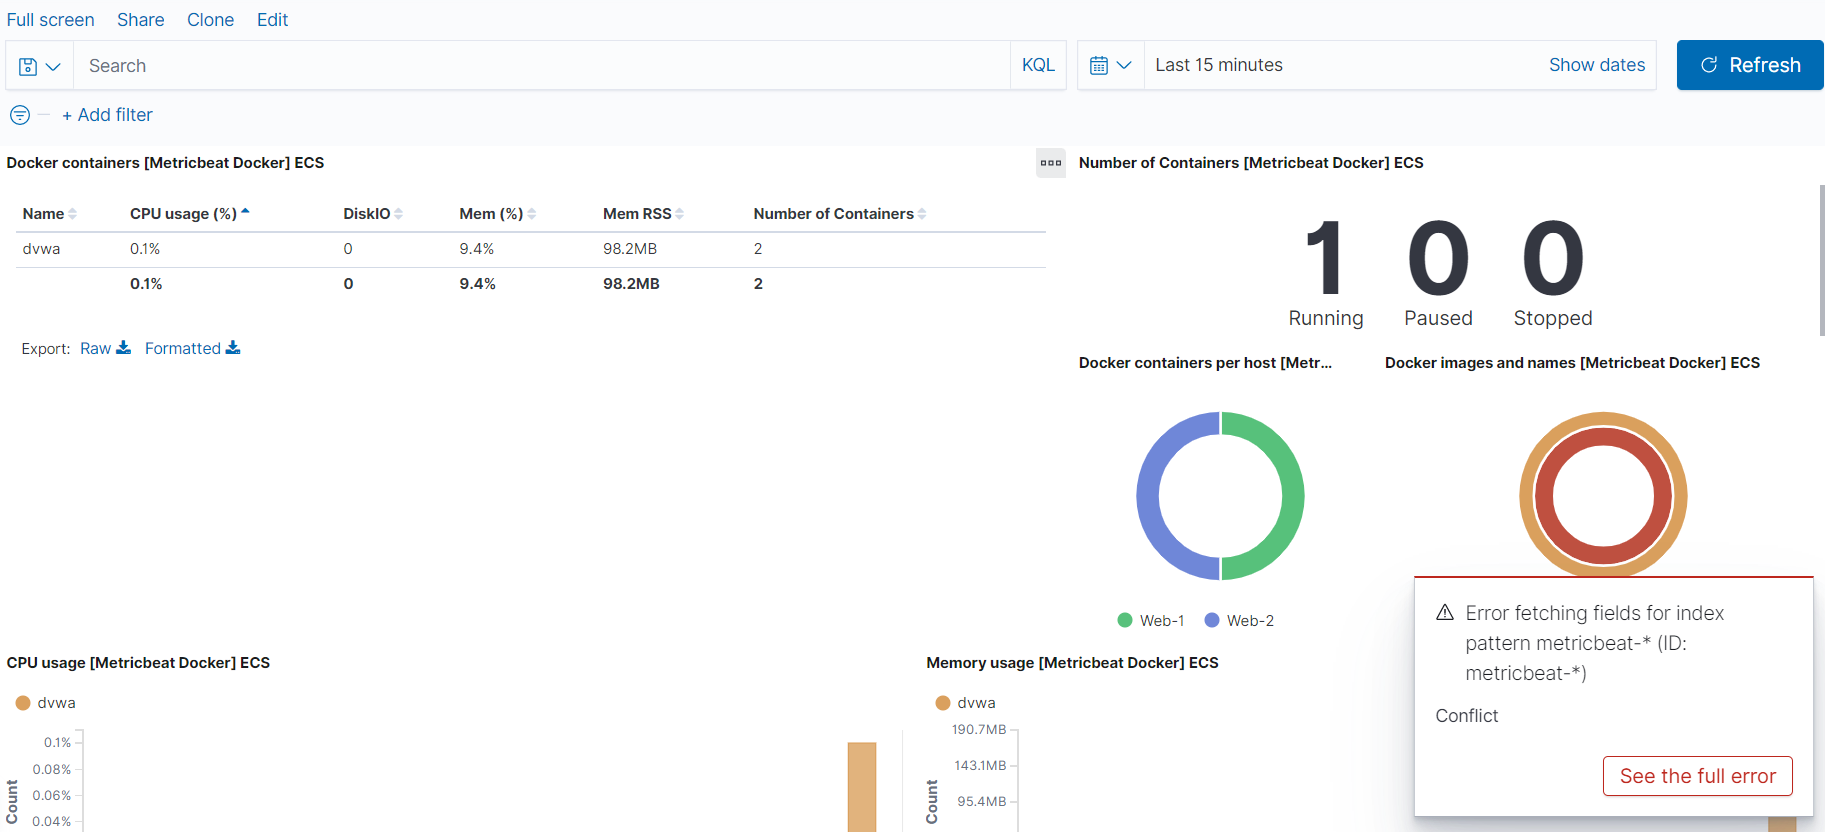 Full screen Share Clone Edit
Search KQL Last 15 minutes Show dates Refresh
+ Add filter
Docker containers [Metricbeat Docker] ECS
Name CPU usage (%) DiskIO Mem (%) Mem RSS Number of Containers
dvwa 0.1% 0 9.4% 98.2MB 2
0.1% 0 9.4% 98.2MB 2
Export: Raw Formatted
Number of Containers [Metricbeat Docker] ECS
1 0 0
Running Paused Stopped
Docker containers per host [Metr...
Web-1 Web-2
Docker images and names [Metricbeat Docker] ECS
CPU usage [Metricbeat Docker] ECS
dvwa
0.1%
0.08%
0.06%
0.04%
Count
Memory usage [Metricbeat Docker] ECS
dvwa
190.7MB
143.1MB
95.4MB
Count
Error fetching fields for index
pattern metricbeat-* (ID:
metricbeat-*)
Conflict
See the full error